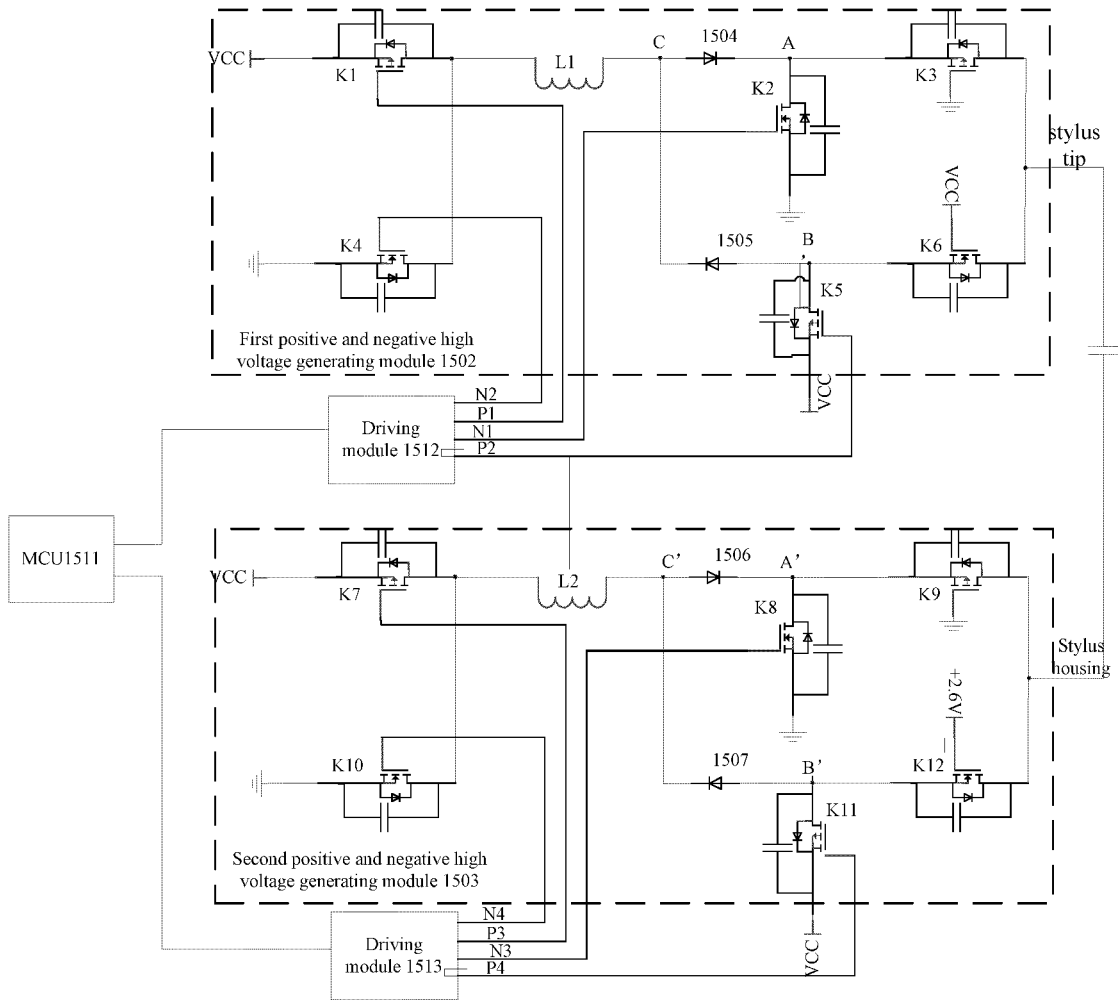 1504
C
A
VCC
K1
L1
K2
K3
stylus
tip
VCC
K4
1505
B
K6
K5
First positive and negative high
voltage generating module 1502
VCC
N2
P1
N1
P2
Driving
module 1512
MCU1511
1506
C'
A'
VCC
K7
L2
K8
K9
Stylus
housing
+2.6V
K10
1507
B'
K12
K11
Second positive and negative high
voltage generating module 1503
VCC
N4
P3
N3
P4
Driving
module 1513